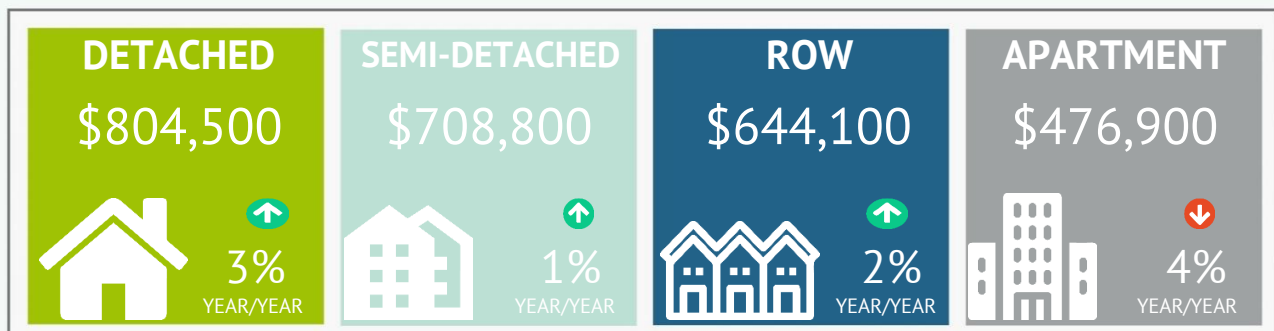 DETACHED
$804,500
3%
YEAR/YEAR
SEMI-DETACHED
$708,800
1%
YEAR/YEAR
ROW
$644,100
2%
YEAR/YEAR
APARTMENT
$476,900
4%
YEAR/YEAR